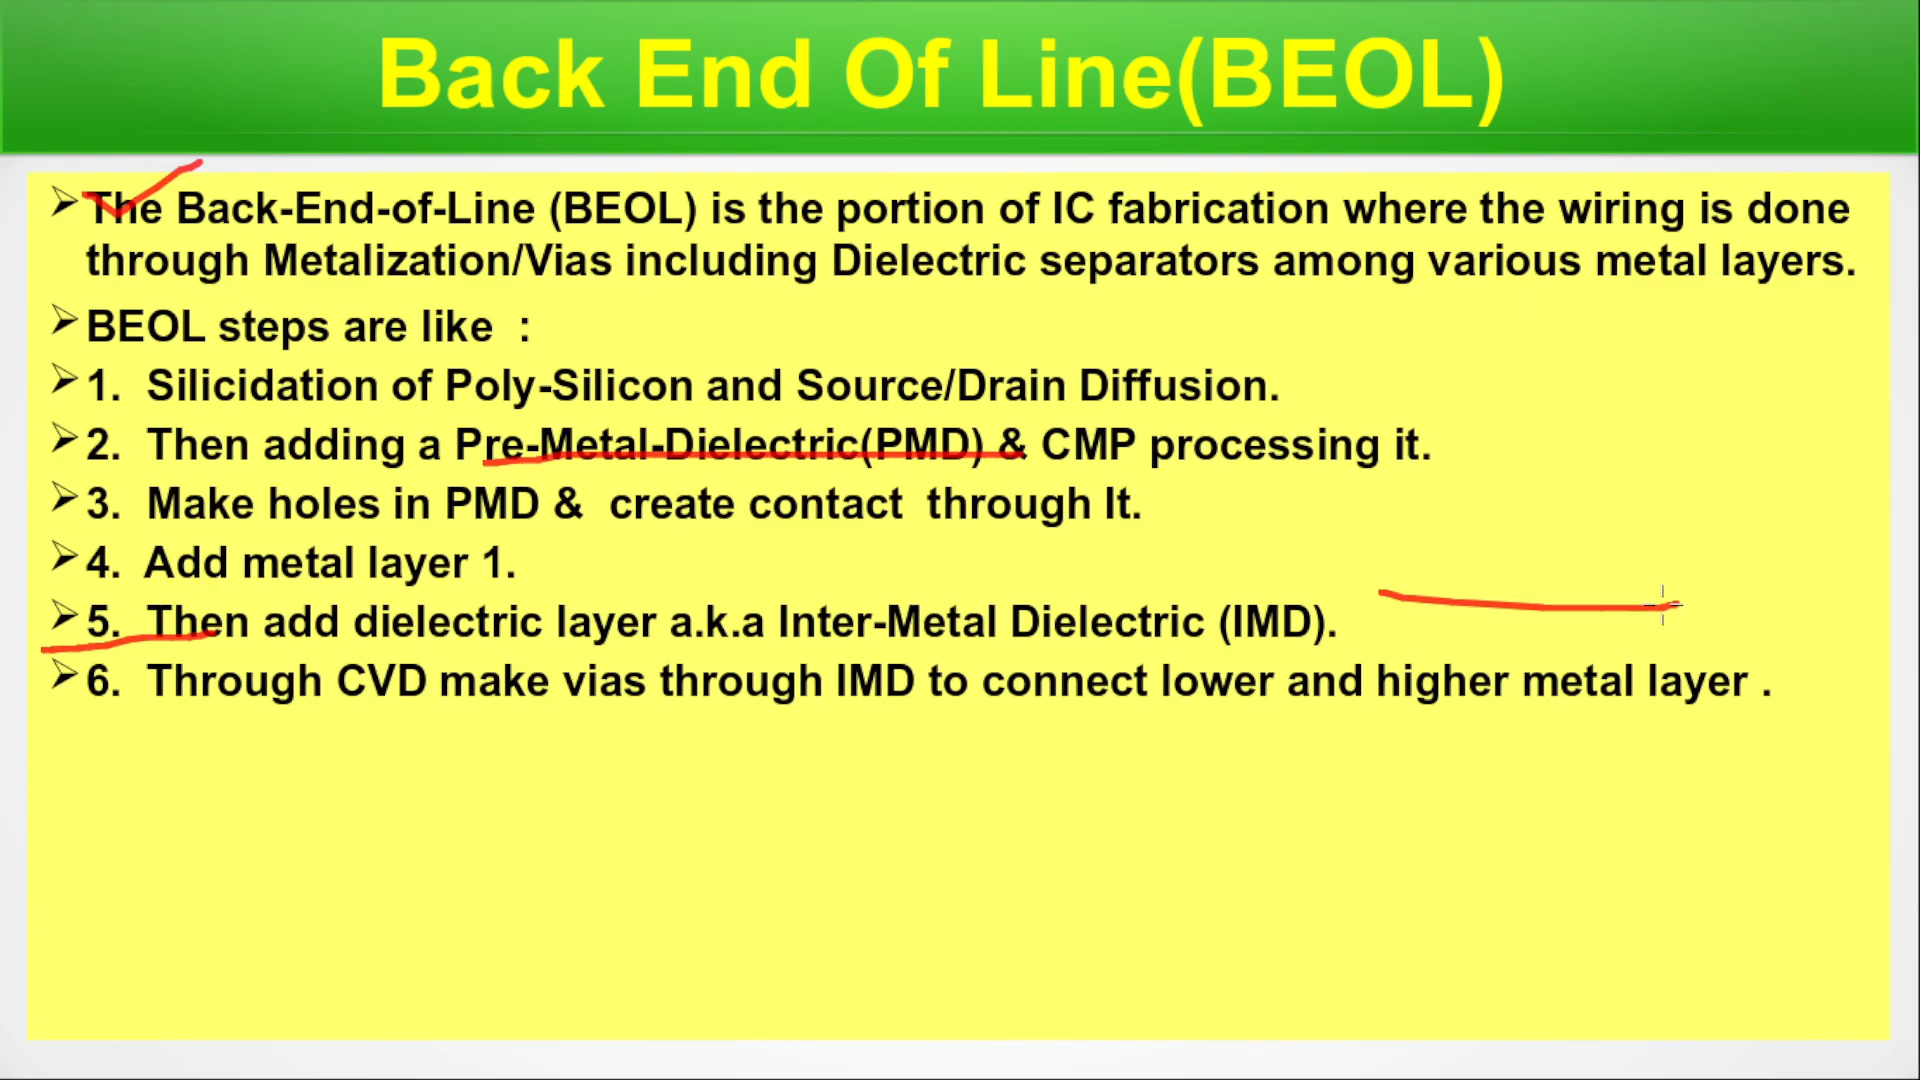 Back End Of Line(BEOL)
The Back-End-of-Line (BEOL) is the portion of IC fabrication where the wiring is done
through Metalization/Vias including Dielectric separators among various metal layers.
BEOL steps are like :
1. Silicidation of Poly-Silicon and Source/Drain Diffusion.
2. Then adding a Pre-Metal-Dielectric(PMD) & CMP processing it.
3. Make holes in PMD & create contact through It.
4. Add metal layer 1.
5. Then add dielectric layer a.k.a Inter-Metal Dielectric (IMD).
6. Through CVD make vias through IMD to connect lower and higher metal layer .